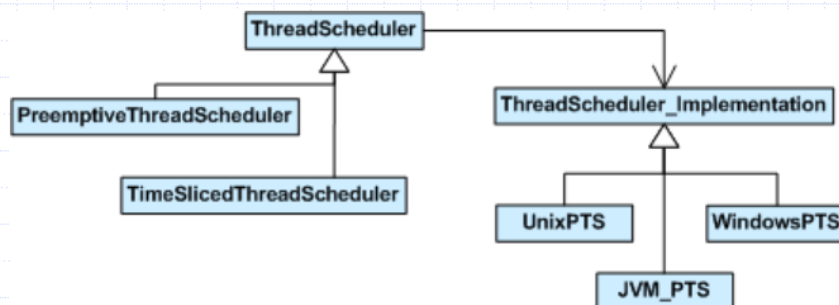 ThreadScheduler
PreemptiveThreadScheduler
ThreadScheduler_Implementation
TimeSlicedThreadScheduler
UnixPTS
WindowsPTS
JVM_PTS